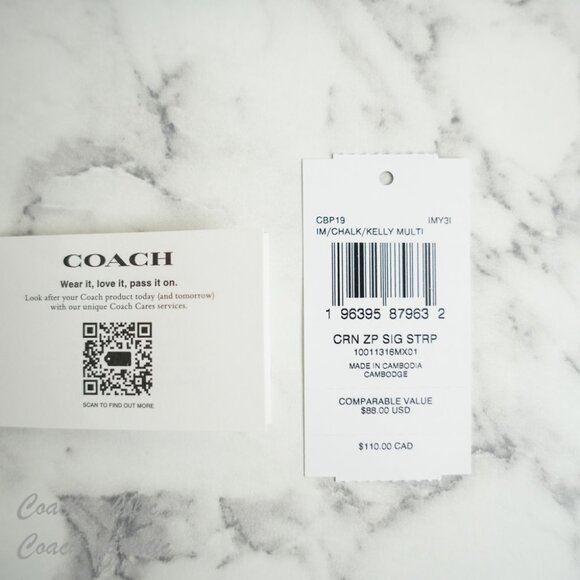 COACH
Wear it, love it, pass it on.
Look after your Coach product today (and tomorrow)
with our unique Coach Cares services.
SCAN TO FIND OUT MORE
CBP19 IMY3I
IM/CHALK/KELLY MULTI
1 96395 87963 2
CRN ZP SIG STRP
10011316MX01
MADE IN CAMBODIA
CAMBODGE
COMPARABLE VALUE
$88.00 USD
$110.00 CAD
Coa
Coac